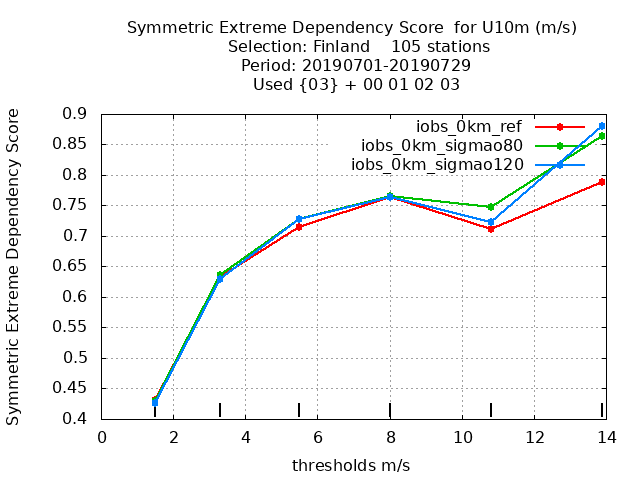 Symmetric Extreme Dependency Score  for U10m (m/s)
Selection: Finland    105 stations
Period: 20190701-20190729
Used {03} + 00 01 02 03
Symmetric Extreme Dependency Score
0.9
0.85
0.8
0.75
0.7
0.65
0.6
0.55
0.5
0.45
0.4
iobs_0km_ref
iobs_0km_sigmao80
iobs_0km_sigmao120
0 2 4 6 8 10 12 14
thresholds m/s